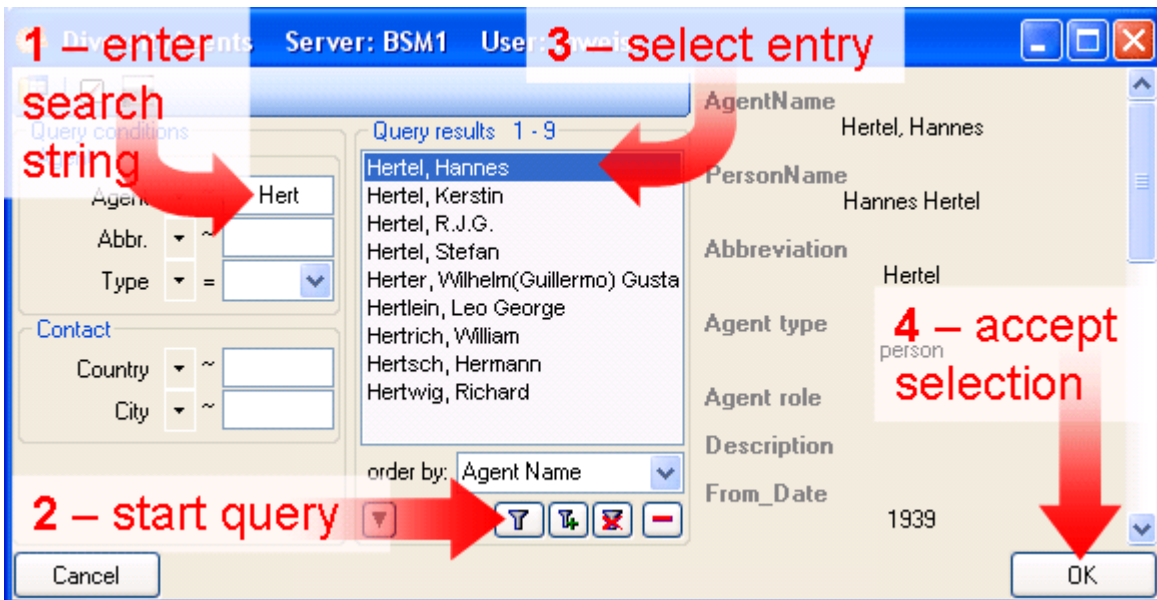 1 – enter
search
string
Server: BSM1 User:
3 – select entry
Query conditions
Agent ~ Hert
Abbr. ~
Type =
Contact
Country ~
City ~
Query results 1 - 9
Hertel, Hannes
Hertel, Kerstin
Hertel, R.J.G.
Hertel, Stefan
Herter, Wilhelm(Guillermo) Gusta
Hertlein, Leo George
Hertrich, William
Hertsch, Hermann
Hertwig, Richard
order by: Agent Name
2 – start query
AgentName
Hertel, Hannes
PersonName
Hannes Hertel
Abbreviation
Hertel
Agent type
person
Agent role
Description
From_Date
1939
4 – accept
selection
Cancel
OK